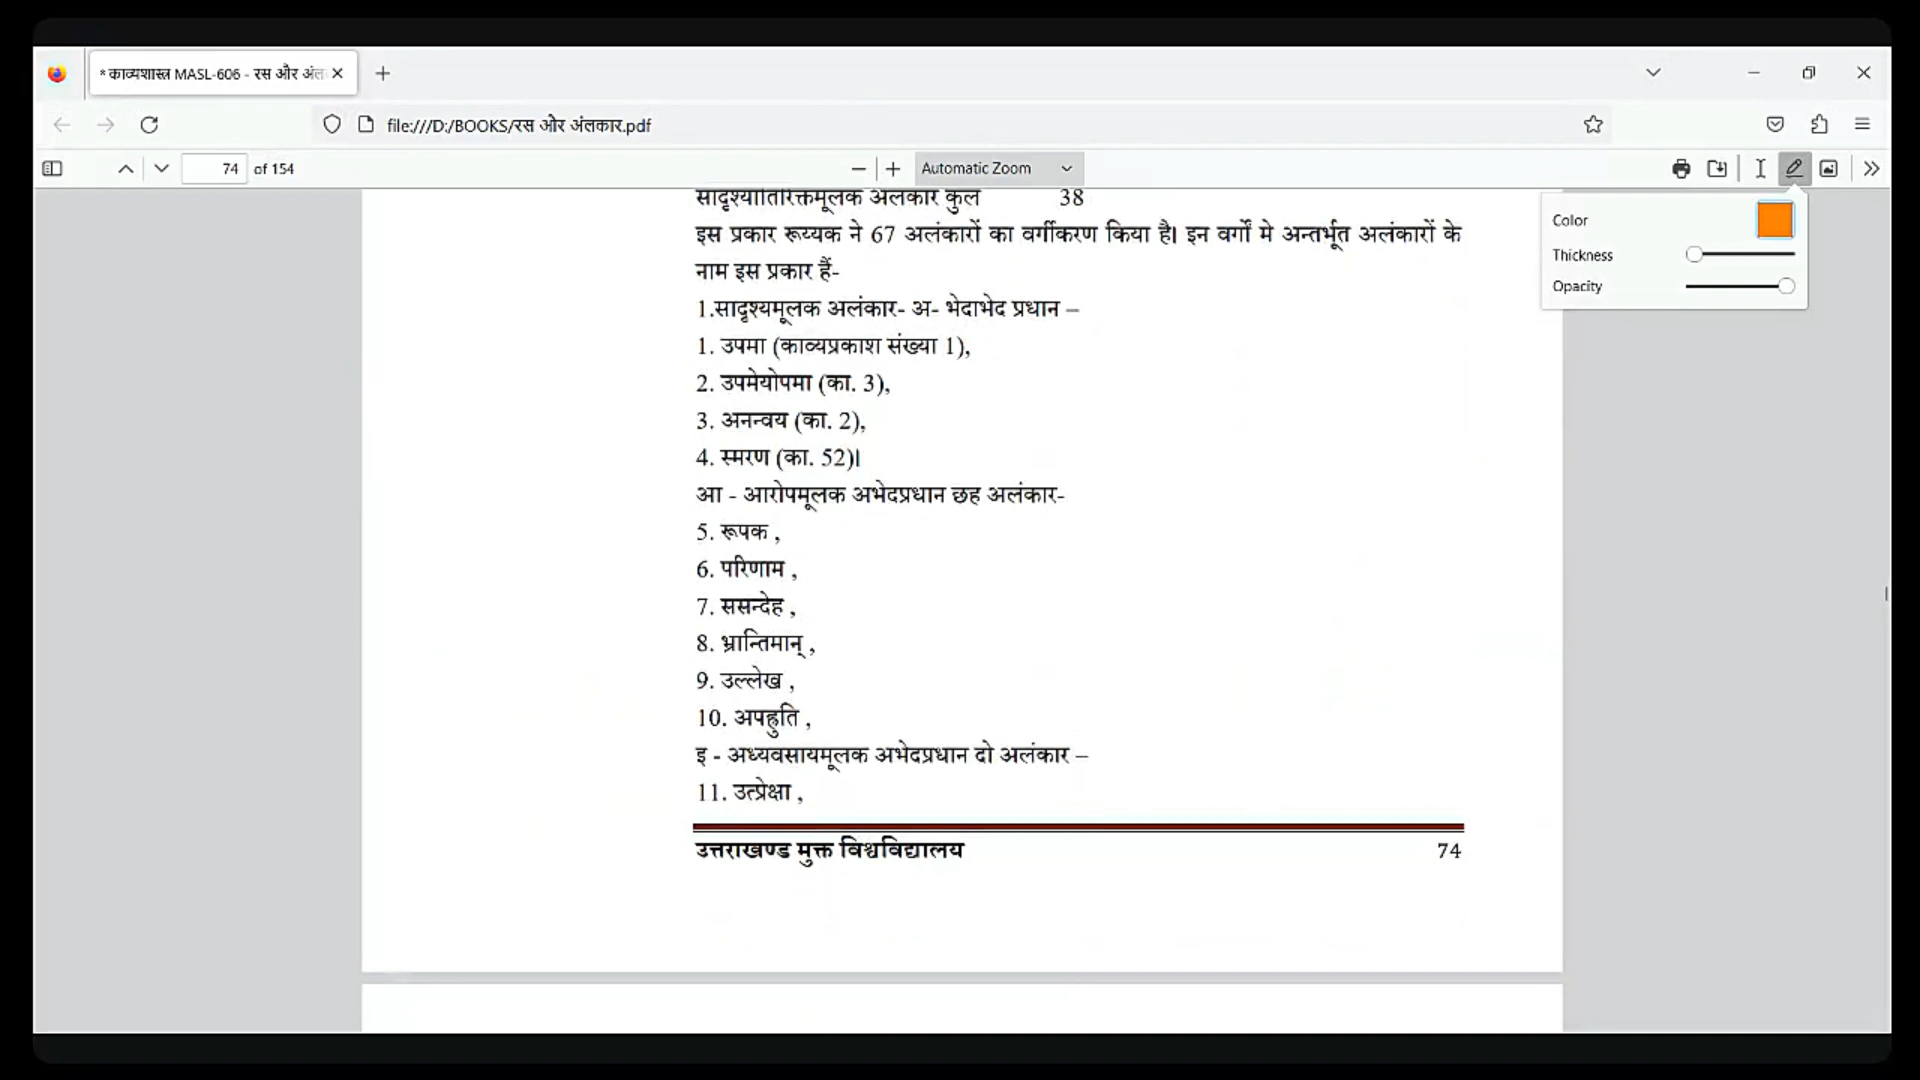 * काव्यशास्त्र MASL-606 - रस और अंल
file:///D:/BOOKS/रस और अंलकार.pdf
74 of 154
Automatic Zoom
Color
Thickness
Opacity
सादृश्यातिरिक्तमूलक अलंकार कुल 38
इस प्रकार रूय्यक ने 67 अलंकारों का वर्गीकरण किया है। इन वर्गों मे अन्तर्भूत अलंकारों के
नाम इस प्रकार हैं-
1.सादृश्यमूलक अलंकार- अ- भेदाभेद प्रधान –
1. उपमा (काव्यप्रकाश संख्या 1),
2. उपमेयोपमा (का. 3),
3. अनन्वय (का. 2),
4. स्मरण (का. 52)।
आ - आरोपमूलक अभेदप्रधान छह अलंकार-
5. रूपक ,
6. परिणाम ,
7. ससन्देह ,
8. भ्रान्तिमान् ,
9. उल्लेख ,
10. अपह्नुति ,
इ - अध्यवसायमूलक अभेदप्रधान दो अलंकार –
11. उत्प्रेक्षा ,
उत्तराखण्ड मुक्त विश्वविद्यालय 74